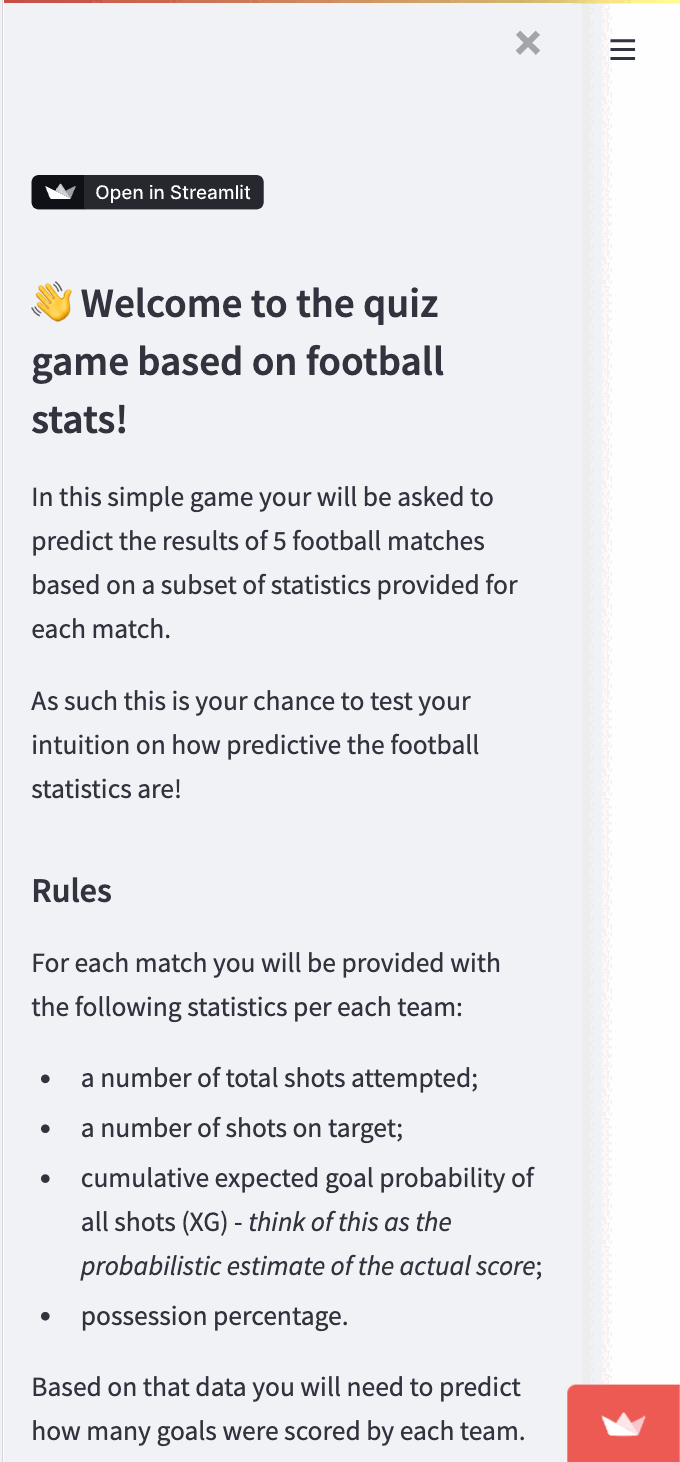 Open in Streamlit
👋 Welcome to the quiz
game based on football
stats!
In this simple game your will be asked to
predict the results of 5 football matches
based on a subset of statistics provided for
each match.
As such this is your chance to test your
intuition on how predictive the football
statistics are!
Rules
For each match you will be provided with
the following statistics per each team:
• a number of total shots attempted;
• a number of shots on target;
• cumulative expected goal probability of
all shots (XG) - think of this as the
probabilistic estimate of the actual score;
• possession percentage.
Based on that data you will need to predict
how many goals were scored by each team.